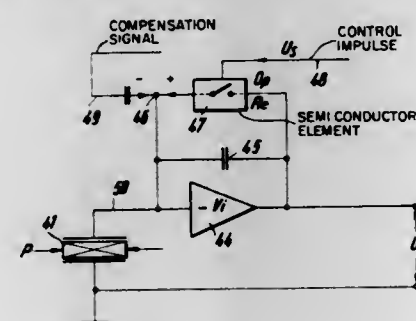 COMPENSATION
SIGNAL
CONTROL
IMPULSE
Us
48
- +
Op
Re
49
46
47
SEMI CONDUCTOR
ELEMENT
45
50
- Vi
44
41
P